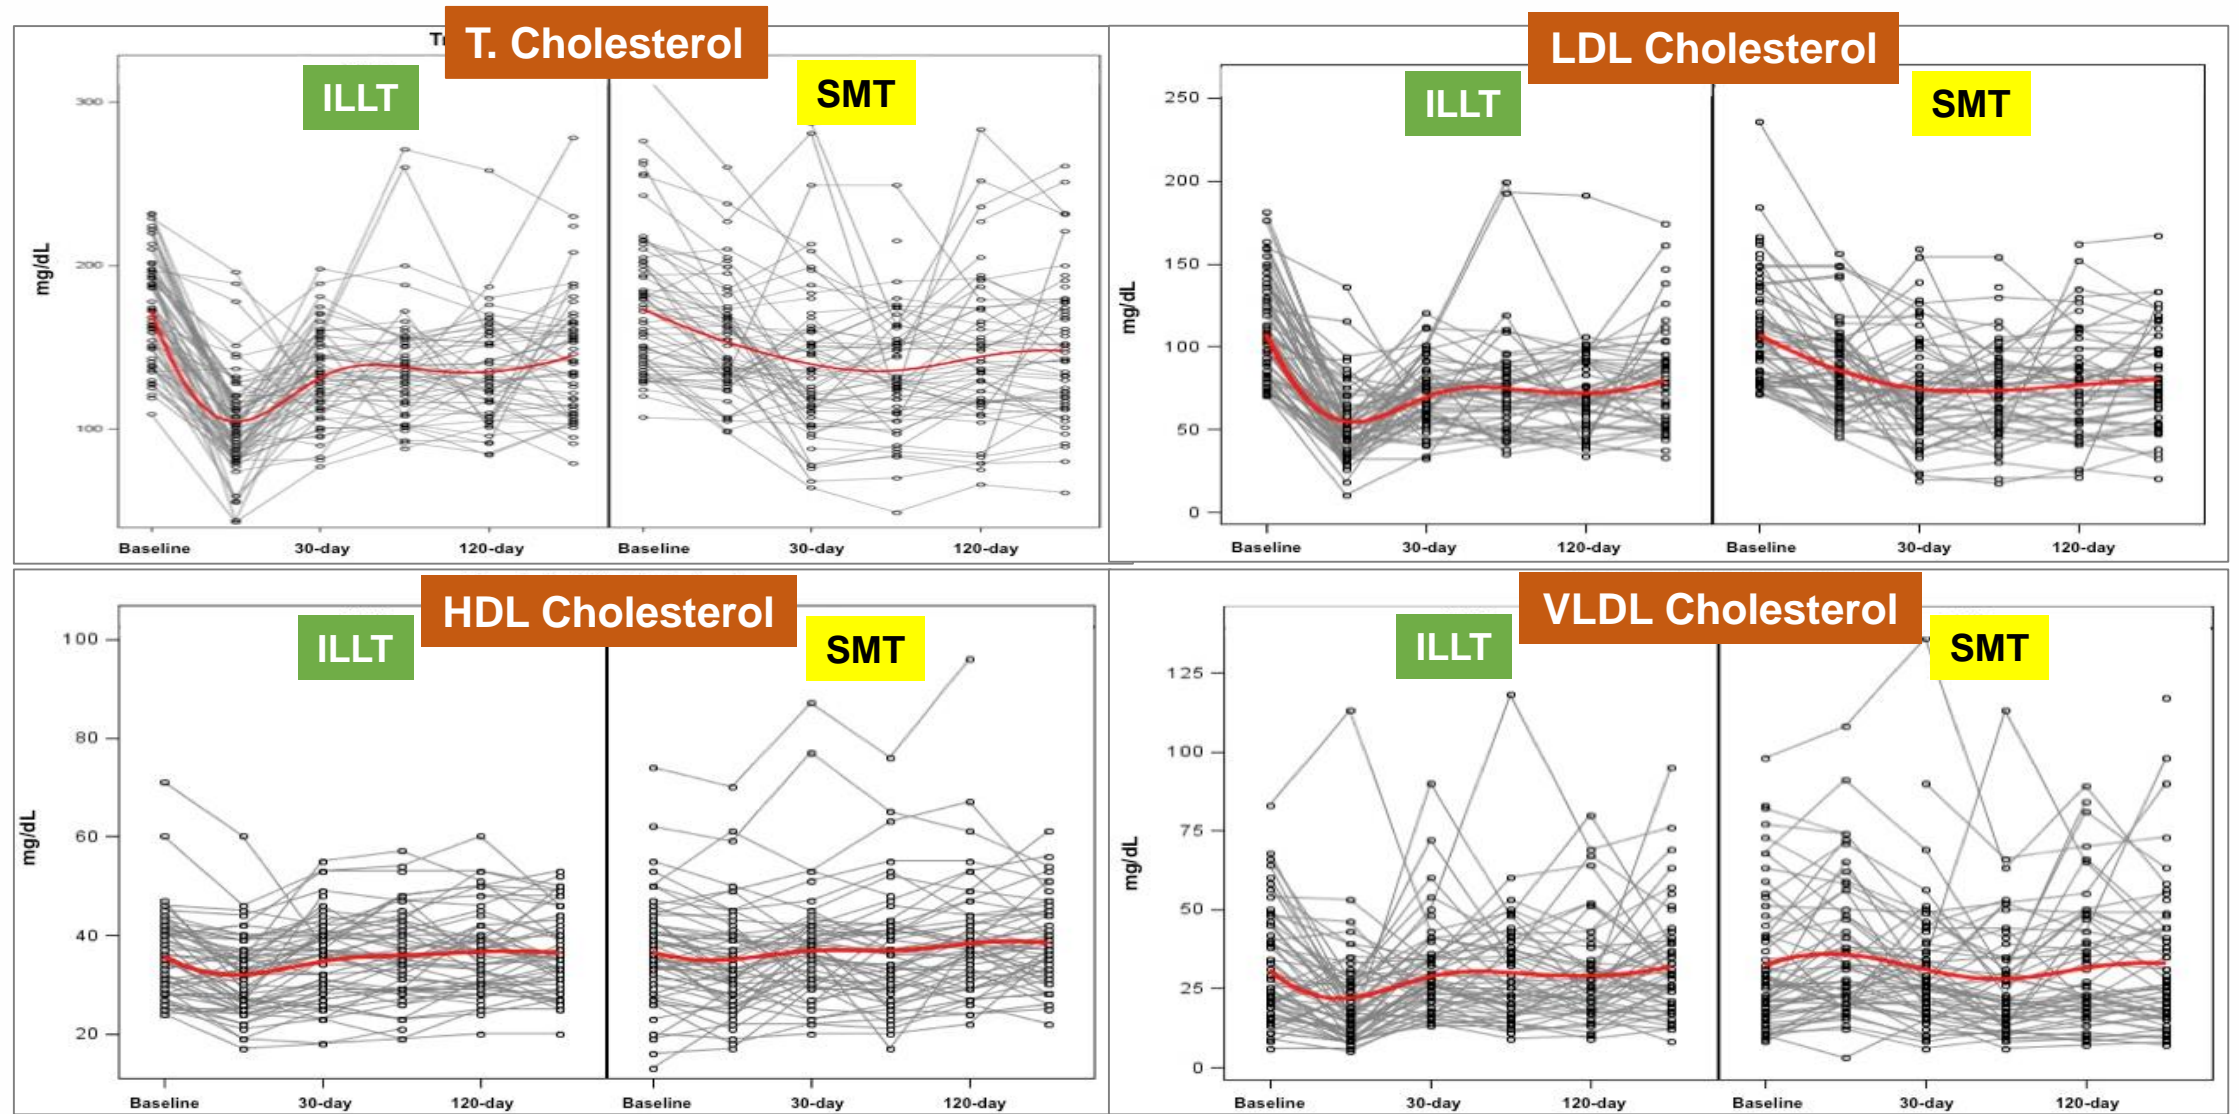 T. Cholesterol
ILLT
SMT
300
200
100
mg/dL
Baseline 30-day 120-day Baseline 30-day 120-day
LDL Cholesterol
ILLT
SMT
250
200
150
100
50
0
mg/dL
Baseline 30-day 120-day Baseline 30-day 120-day
HDL Cholesterol
ILLT
SMT
100
80
60
40
20
mg/dL
Baseline 30-day 120-day Baseline 30-day 120-day
VLDL Cholesterol
ILLT
SMT
125
100
75
50
25
0
mg/dL
Baseline 30-day 120-day Baseline 30-day 120-day